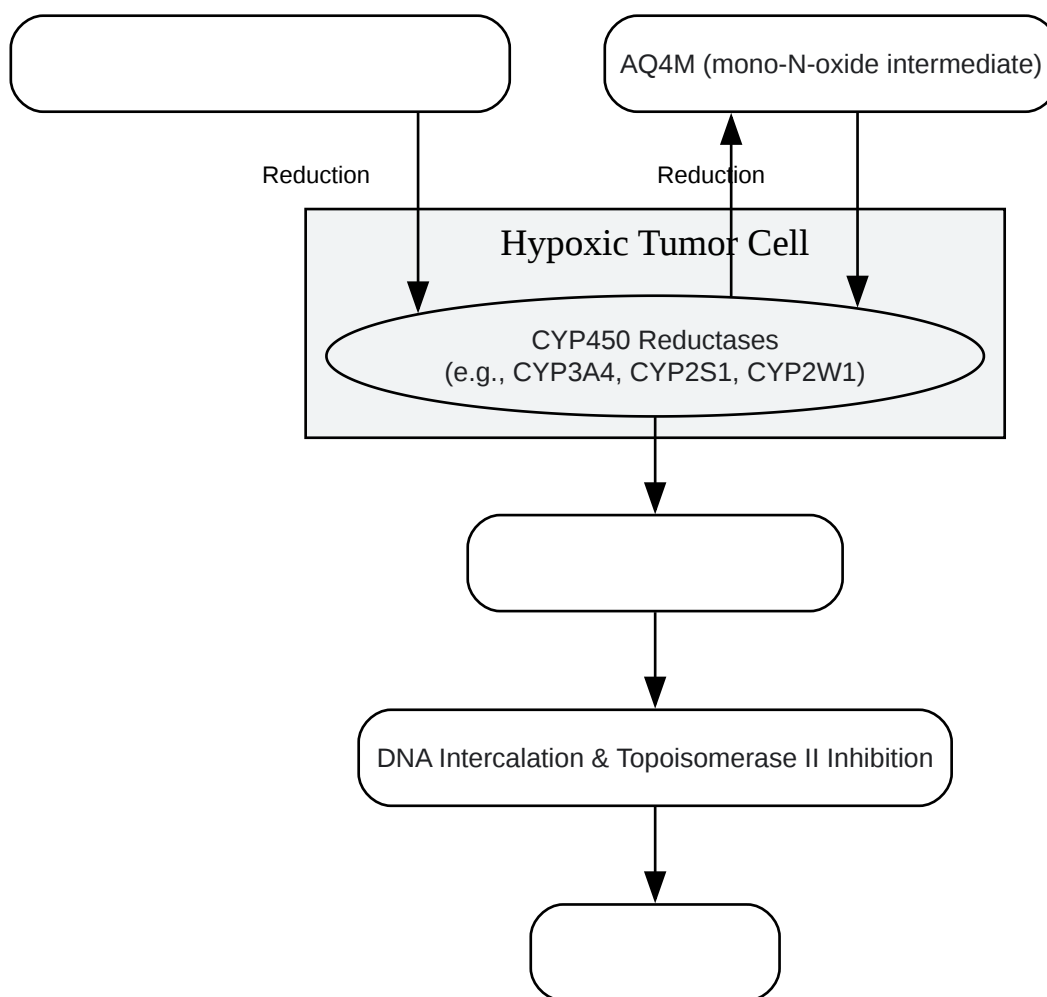 AQ4M (mono-N-oxide intermediate)
Reduction
Reduction
Hypoxic Tumor Cell
CYP450 Reductases
(e.g., CYP3A4, CYP2S1, CYP2W1)
DNA Intercalation & Topoisomerase II Inhibition